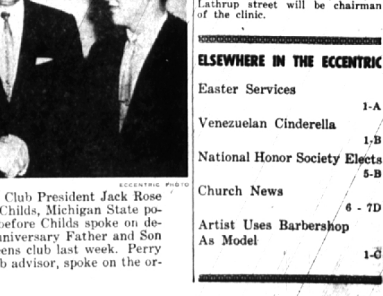 Lathrup street will be chairman
of the clinic.
ELSEWHERE IN THE ECCENTRIC
Easter Services
1-A
Venezuelan Cinderella
1-B
National Honor Society Elects
5-B
Church News
6 - 7D
Artist Uses Barbershop
As Model
1-C
ECCENTRIC PHOTO
Club President Jack Rose
Childs, Michigan State po-
before Childs spoke on de-
nniversary Father and Son
ens club last week. Perry
b advisor, spoke on the or-